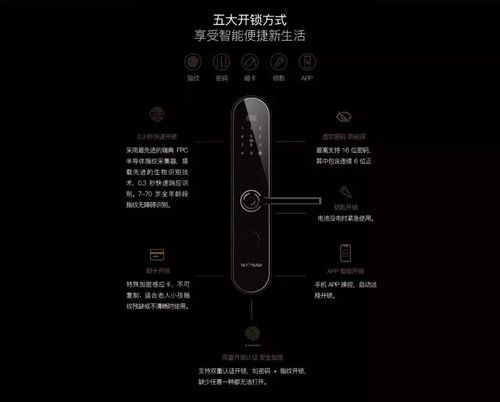 五大开锁方式
享受智能便捷新生活
指纹 密码 磁卡 钥匙 APP
0.3 秒快速开锁
采用最先进的瑞典 FPC
半导体指纹采集器，搭
载先进的生物识别技
术，0.3 秒快速响应识
别。7-70 岁全年龄段
指纹无障碍识别。
虚实密码 防窥探
最高支持 16 位密码，
其中包含连续 6 位正
钥匙开锁
电池没电时紧急使用。
刷卡开锁
特殊加密感应卡，不可
复制，适合老人小孩指
纹残缺或不清晰时使用。
APP 智能开锁
手机 APP 操控，自动远
程开锁。
双重开锁认证 安全加倍
支持双重认证开锁，如密码 + 指纹开锁，
缺少任意一种都无法打开。